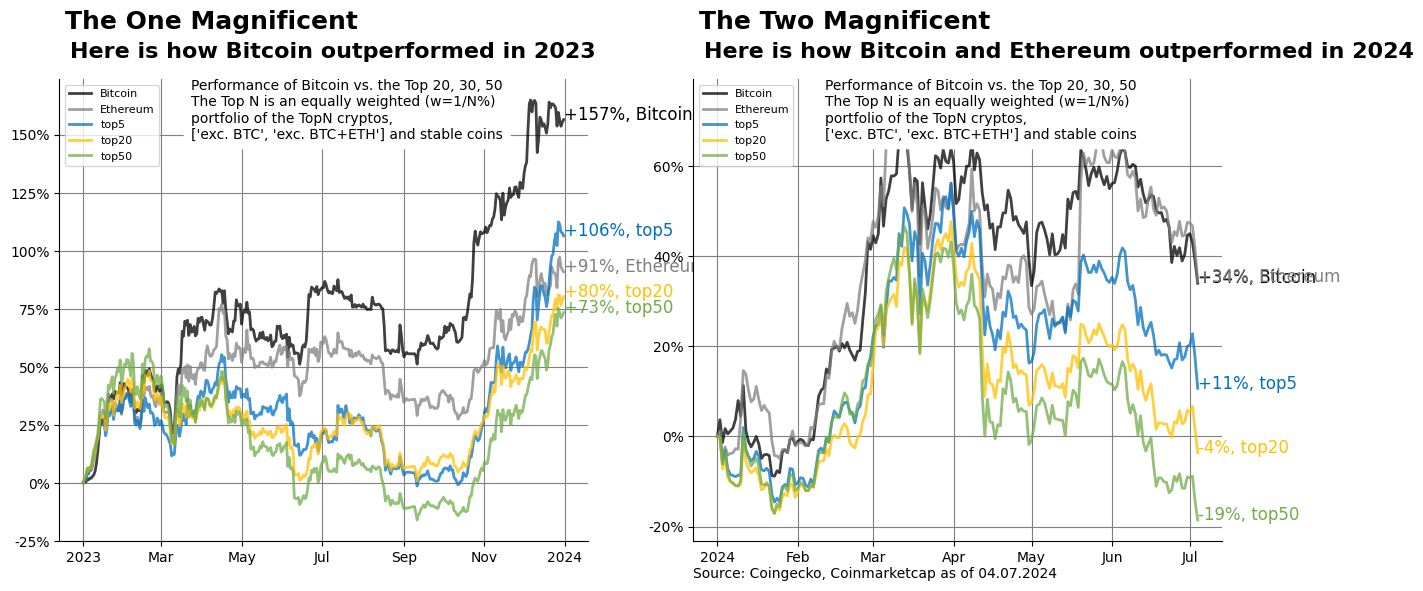 The One Magnificent
Here is how Bitcoin outperformed in 2023
Bitcoin
Ethereum
top5
top20
top50
Performance of Bitcoin vs. the Top 20, 30, 50
The Top N is an equally weighted (w=1/N%)
portfolio of the TopN cryptos,
['exc. BTC', 'exc. BTC+ETH'] and stable coins
150%
125%
100%
75%
50%
25%
0%
-25%
+157%, Bitcoin
+106%, top5
+91%, Ethereum
+80%, top20
+73%, top50
2023
Mar
May
Jul
Sep
Nov
2024
The Two Magnificent
Here is how Bitcoin and Ethereum outperformed in 2024
Bitcoin
Ethereum
top5
top20
top50
Performance of Bitcoin vs. the Top 20, 30, 50
The Top N is an equally weighted (w=1/N%)
portfolio of the TopN cryptos,
['exc. BTC', 'exc. BTC+ETH'] and stable coins
60%
40%
20%
0%
-20%
+34%, Bitcoin
Ethereum
+11%, top5
-4%, top20
-19%, top50
2024
Feb
Mar
Apr
May
Jun
Jul
Source: Coingecko, Coinmarketcap as of 04.07.2024